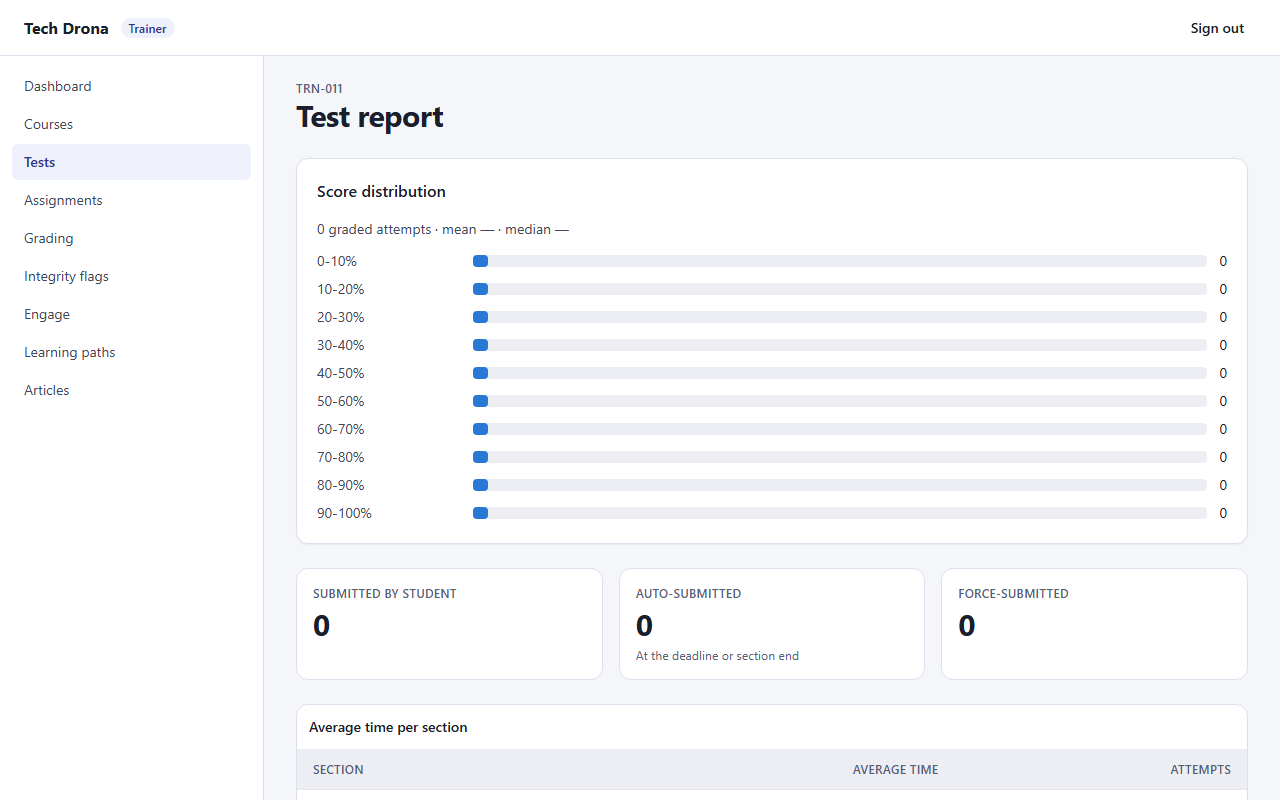 Tech Drona Trainer Sign out
Dashboard
Courses
Tests
Assignments
Grading
Integrity flags
Engage
Learning paths
Articles
TRN-011
Test report
Score distribution
0 graded attempts · mean — · median —
0-10% 0
10-20% 0
20-30% 0
30-40% 0
40-50% 0
50-60% 0
60-70% 0
70-80% 0
80-90% 0
90-100% 0
SUBMITTED BY STUDENT
0
AUTO-SUBMITTED
0
At the deadline or section end
FORCE-SUBMITTED
0
Average time per section
SECTION AVERAGE TIME ATTEMPTS